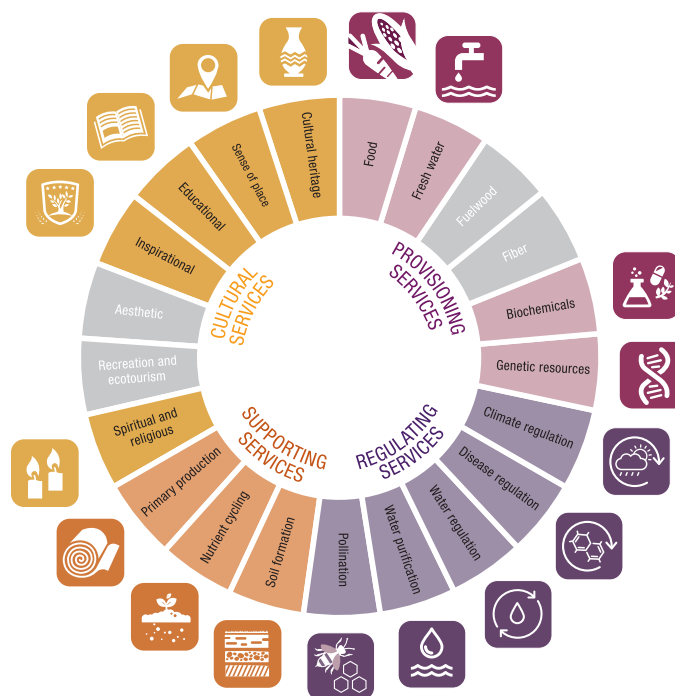 Cultural heritage
Food
Fresh water
Fuelwood
Fiber
Biochemicals
Genetic resources
Climate regulation
Disease regulation
Water regulation
Water purification
Pollination
Soil formation
Nutrient cycling
Primary production
Spiritual and
religious
Recreation and
ecotourism
Aesthetic
Inspirational
Educational
Sense of place
CULTURAL
SERVICES
PROVISIONING
SERVICES
REGULATING
SERVICES
SUPPORTING
SERVICES